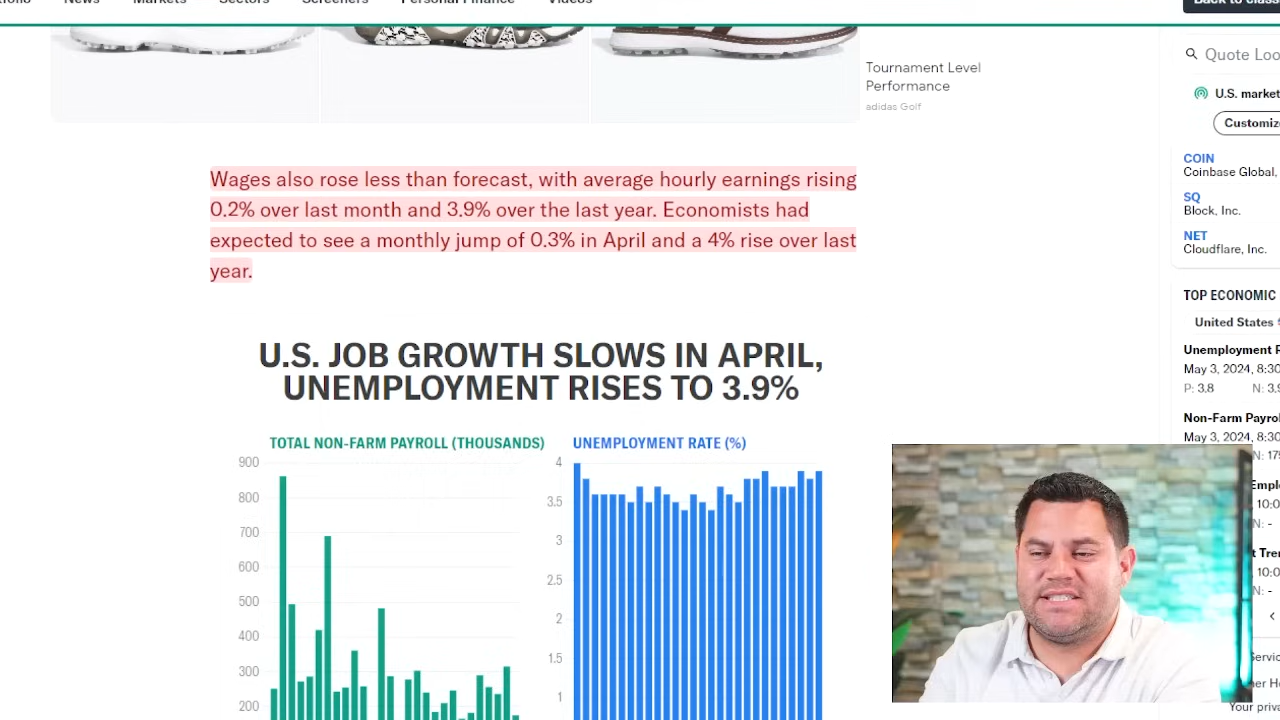 News
Markets
Sectors
Screeners
Personal Finance
Videos
Tournament Level
Performance
adidas Golf
Quote
U.S.
COIN
Coinbase Global,
SQ
Block, Inc.
NET
Cloudflare, Inc.
TOP ECONOMIC
United States
Unemployment
May 3, 2024, 8:30
P: 3.8 N: 3.9
May 3, 2024, 8:30
Wages also rose less than forecast, with average hourly earnings rising
0.2% over last month and 3.9% over the last year. Economists had
expected to see a monthly jump of 0.3% in April and a 4% rise over last
year.
U.S. JOB GROWTH SLOWS IN APRIL,
UNEMPLOYMENT RISES TO 3.9%
TOTAL NON-FARM PAYROLL (THOUSANDS)
900
800
700
600
500
400
300
200
UNEMPLOYMENT RATE (%)
4
3.5
3
2.5
2
1.5
1